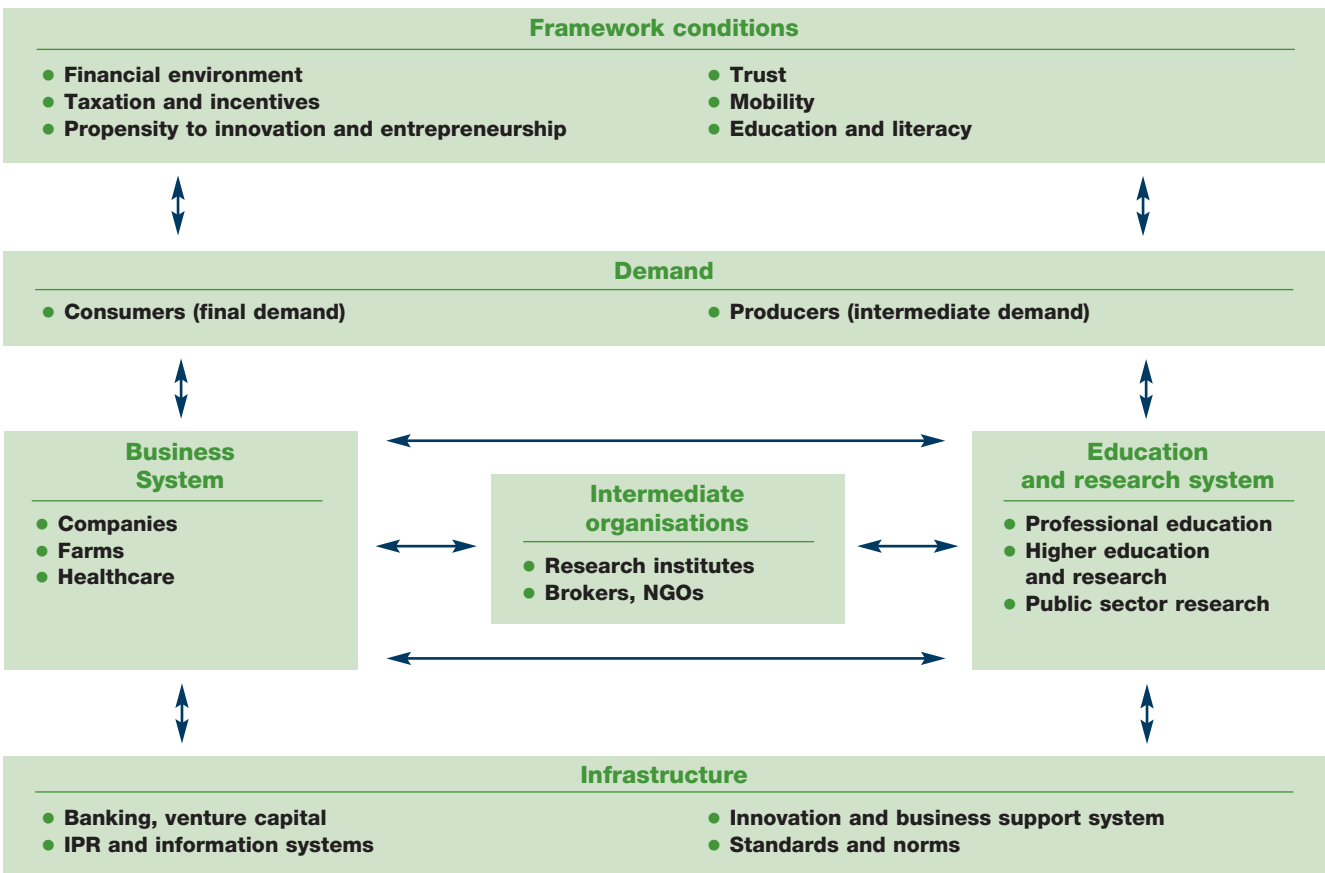 Framework conditions
● Financial environment
● Taxation and incentives
● Propensity to innovation and entrepreneurship
● Trust
● Mobility
● Education and literacy
Demand
● Consumers (final demand)
● Producers (intermediate demand)
Business
System
● Companies
● Farms
● Healthcare
Intermediate
organisations
● Research institutes
● Brokers, NGOs
Education
and research system
● Professional education
● Higher education
and research
● Public sector research
Infrastructure
● Banking, venture capital
● IPR and information systems
● Innovation and business support system
● Standards and norms